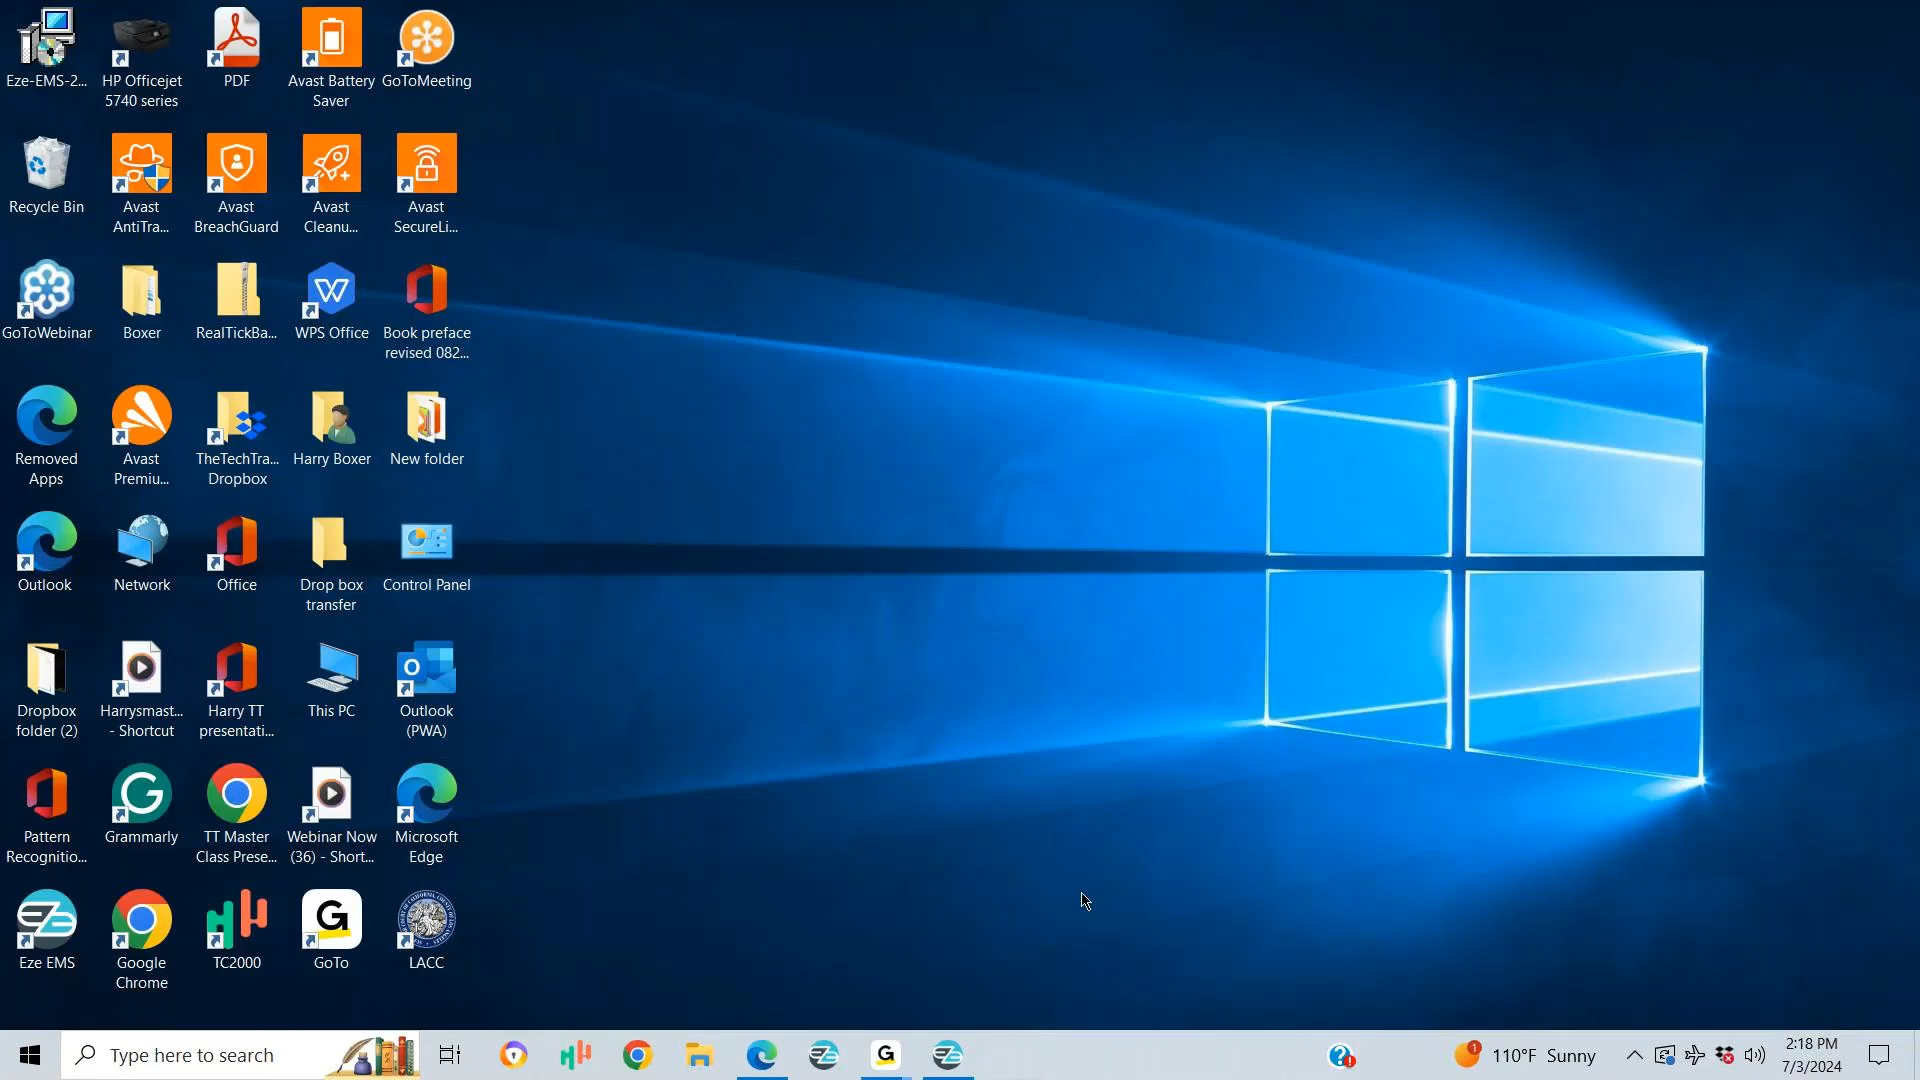 Eze-EMS-2...
HP Officejet
5740 series
PDF
Avast Battery
Saver
GoToMeeting
Recycle Bin
Avast
AntiTra...
Avast
BreachGuard
Avast
Cleanu...
Avast
SecureLi...
GoToWebinar
Boxer
RealTickBa...
WPS Office
Book preface
revised 082...
Removed
Apps
Avast
Premiu...
TheTechTra...
Dropbox
Harry Boxer
New folder
Outlook
Network
Office
Drop box
transfer
Control Panel
Dropbox
folder (2)
Harrysmast...
- Shortcut
Harry TT
presentati...
This PC
Outlook
(PWA)
Pattern
Recognitio...
Grammarly
TT Master
Class Prese...
Webinar Now
(36) - Short...
Microsoft
Edge
Eze EMS
Google
Chrome
TC2000
GoTo
LACC
Type here to search
1
110°F Sunny
2:18 PM
7/3/2024